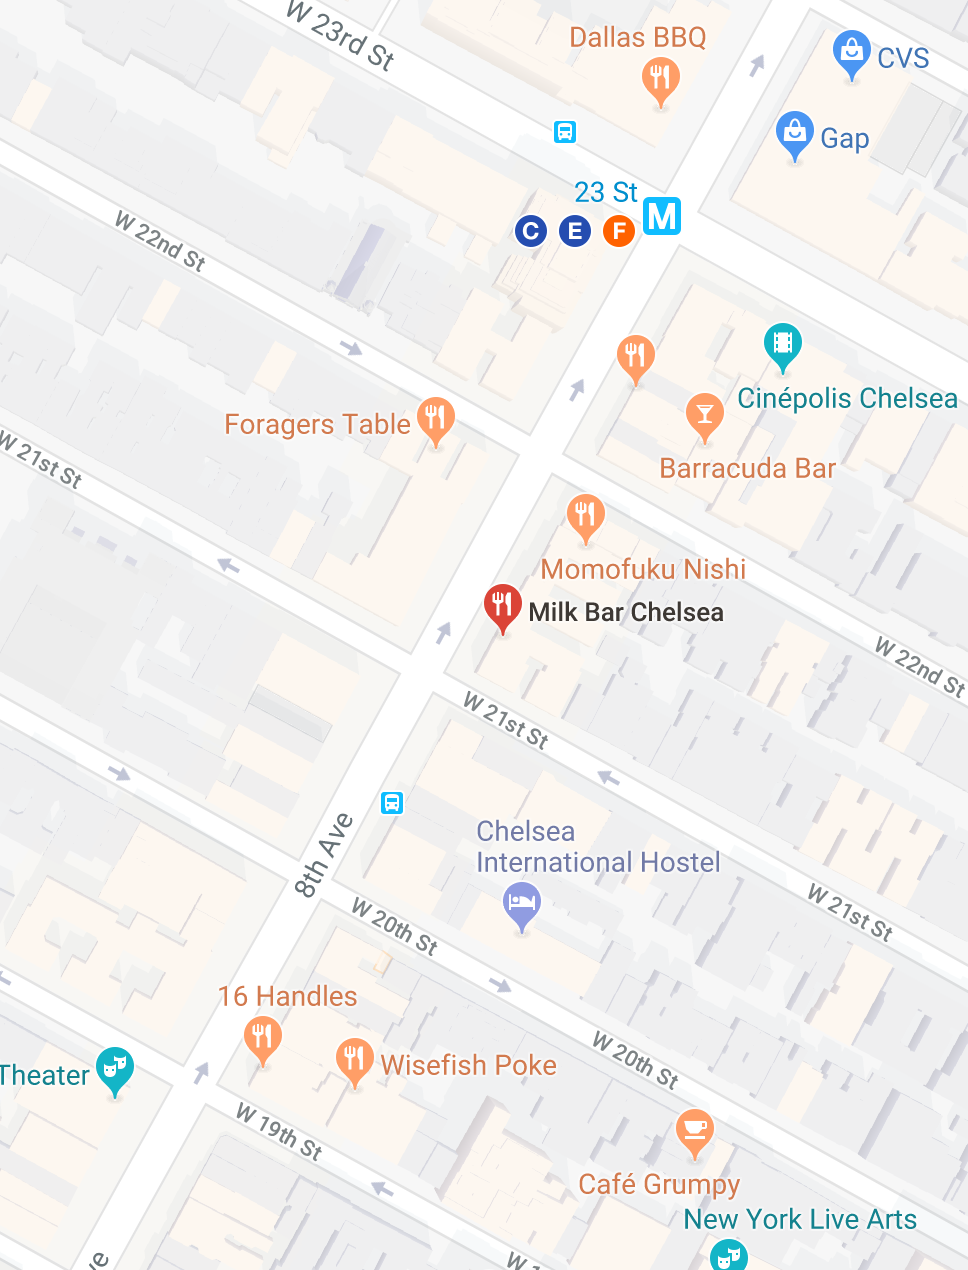 W 23rd St
Dallas BBQ
CVS
Gap
23 St
M
C E F
W 22nd St
Cinépolis Chelsea
Foragers Table
Barracuda Bar
W 21st St
Momofuku Nishi
Milk Bar Chelsea
W 22nd St
W 21st St
Chelsea
International Hostel
8th Ave
W 21st St
W 20th St
16 Handles
Wisefish Poke
Theater
W 20th St
W 19th St
Café Grumpy
New York Live Arts